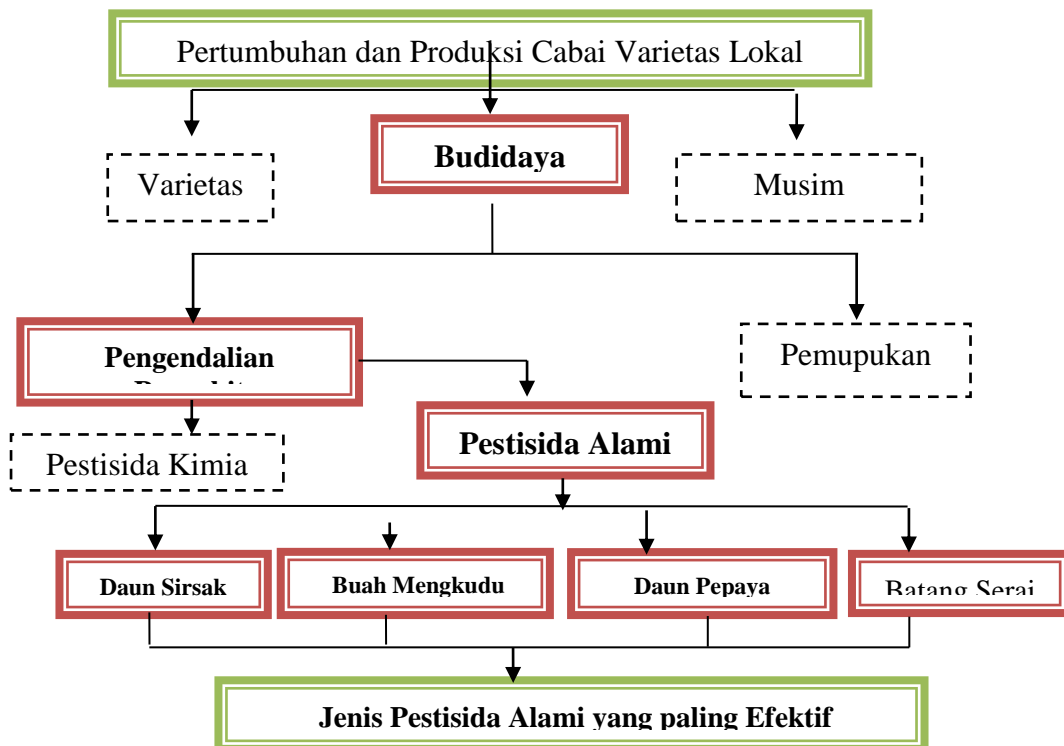 Pertumbuhan dan Produksi Cabai Varietas Lokal
Varietas
Budidaya
Musim
Pengendalian
Pemupukan
Pestisida Kimia
Pestisida Alami
Daun Sirsak
Buah Mengkudu
Daun Pepaya
Batang Serai
Jenis Pestisida Alami yang paling Efektif